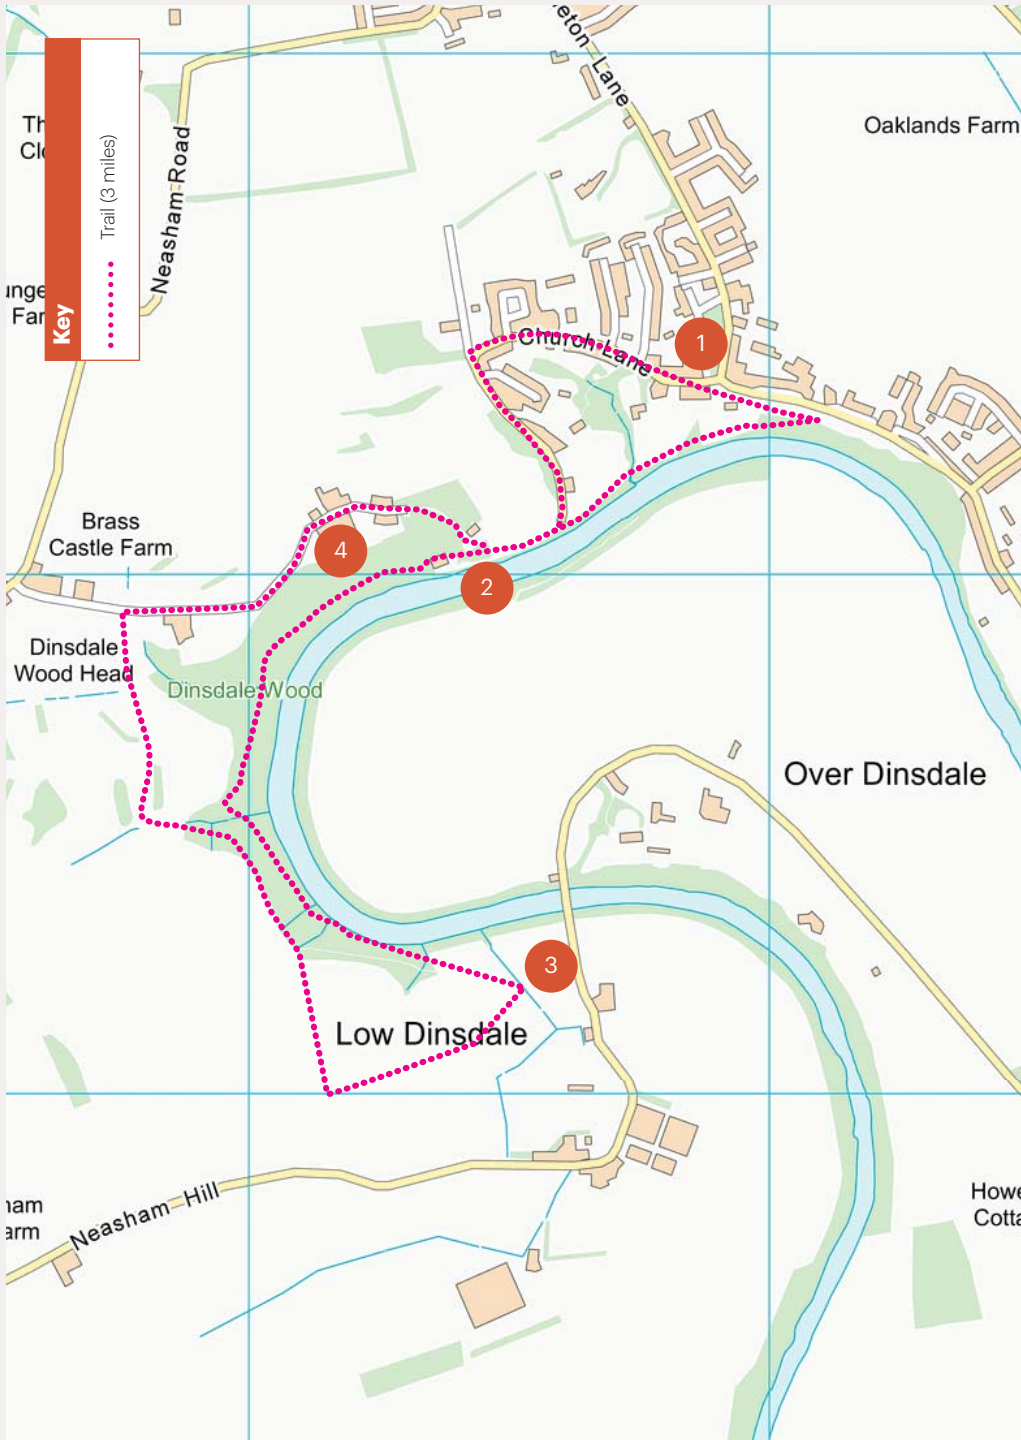 Key
Trail (3 miles)
Neasham Road
Lane
Oaklands Farm
Church Lane
1
Brass
Castle Farm
4
2
Dinsdale
Wood Head
Dinsdale Wood
Over Dinsdale
3
Low Dinsdale
Neasham Hill